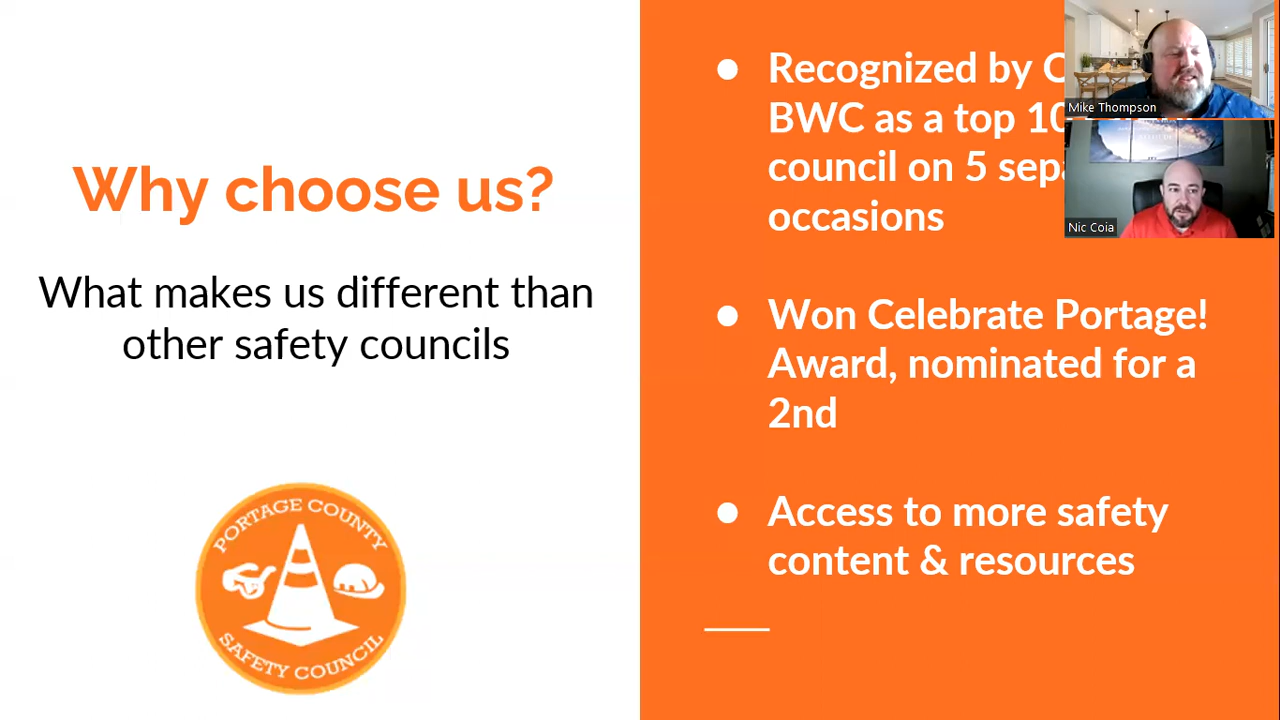 Why choose us?
What makes us different than
other safety councils
PORTAGE COUNTY
SAFETY COUNCIL
Recognized by
BWC as a top
council on 5
occasions
Won Celebrate Portage!
Award, nominated for a
2nd
Access to more safety
content & resources
Mike Thompson
Nic Coia